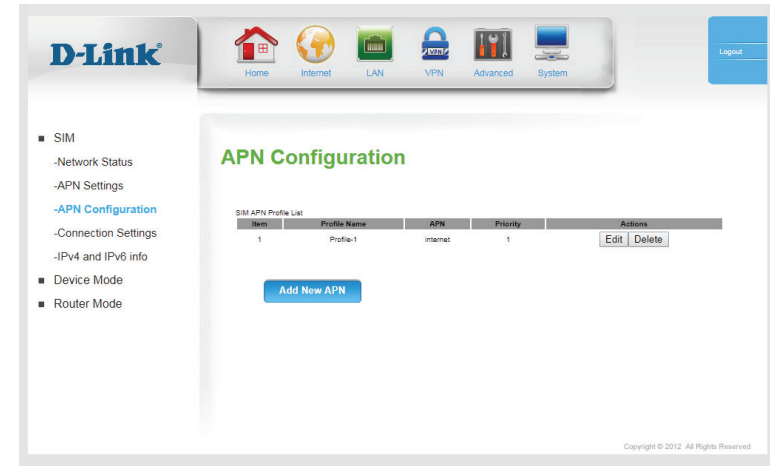 D-Link
Home Internet LAN VPN Advanced System
Logout
SIM
-Network Status
-APN Settings
-APN Configuration
-Connection Settings
-IPv4 and IPv6 info
Device Mode
Router Mode
APN Configuration
SIM APN Profile List
Item Profile Name APN Priority Actions
1 Profile-1 internet 1 Edit Delete
Add New APN
Copyright © 2012 All Rights Reserved